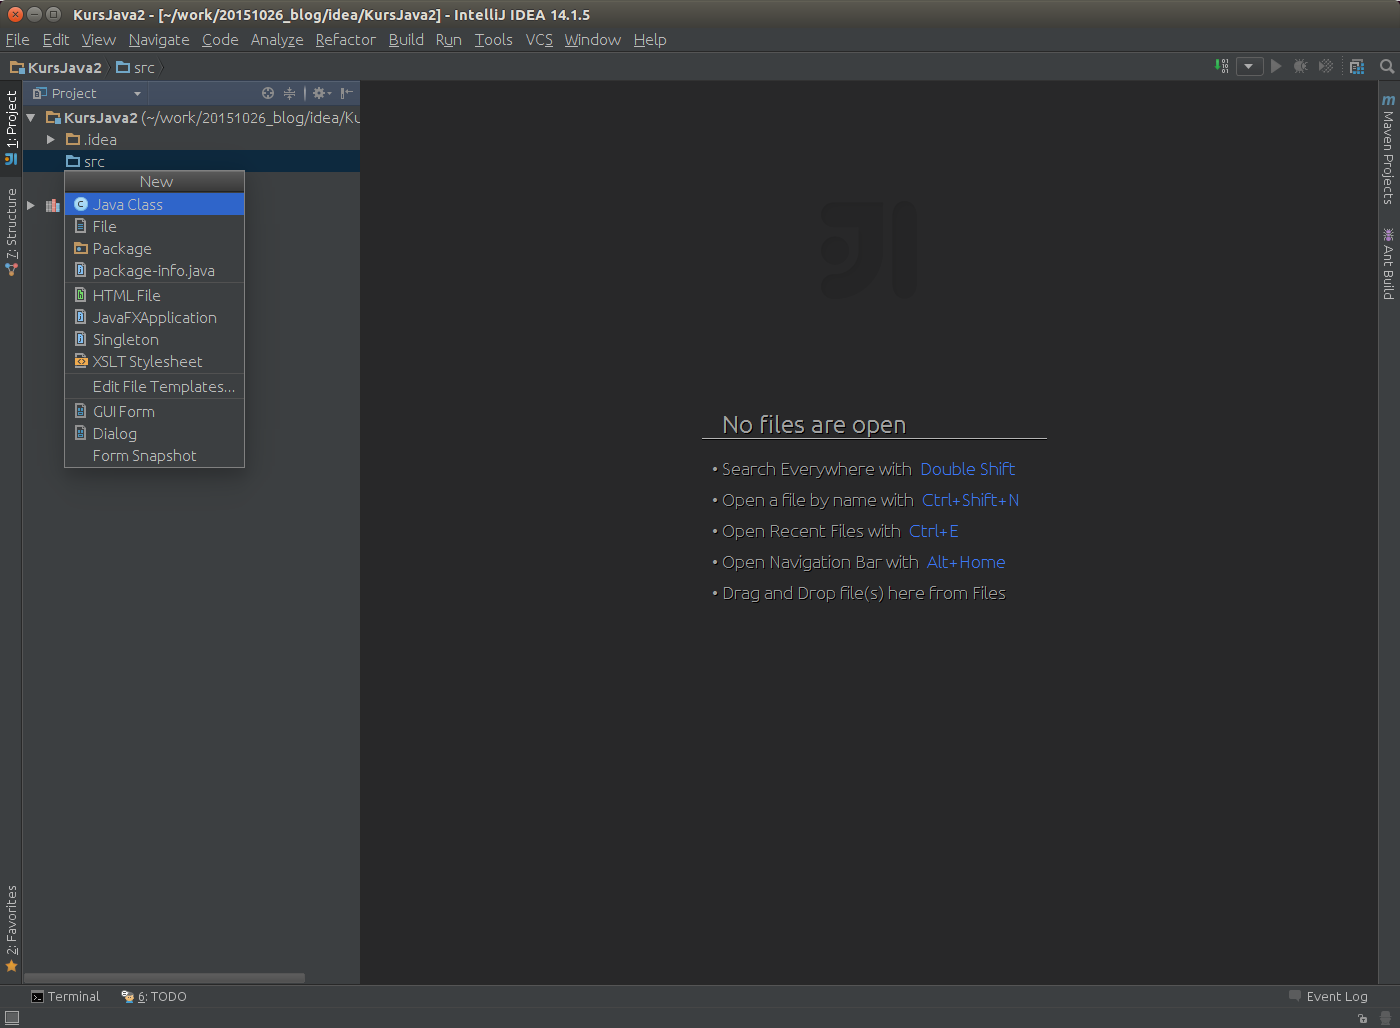 KursJava2 - [~/work/20151026_blog/idea/KursJava2] - IntelliJ IDEA 14.1.5
File Edit View Navigate Code Analyze Refactor Build Run Tools VCS Window Help
KursJava2 src
1: Project
7: Structure
2: Favorites
Project
KursJava2 (~/work/20151026_blog/idea/Ku
.idea
src
New
Java Class
File
Package
package-info.java
HTML File
JavaFXApplication
Singleton
XSLT Stylesheet
Edit File Templates...
GUI Form
Dialog
Form Snapshot
No files are open
• Search Everywhere with Double Shift
• Open a file by name with Ctrl+Shift+N
• Open Recent Files with Ctrl+E
• Open Navigation Bar with Alt+Home
• Drag and Drop file(s) here from Files
m Maven Projects
Ant Build
Terminal 6: TODO Event Log